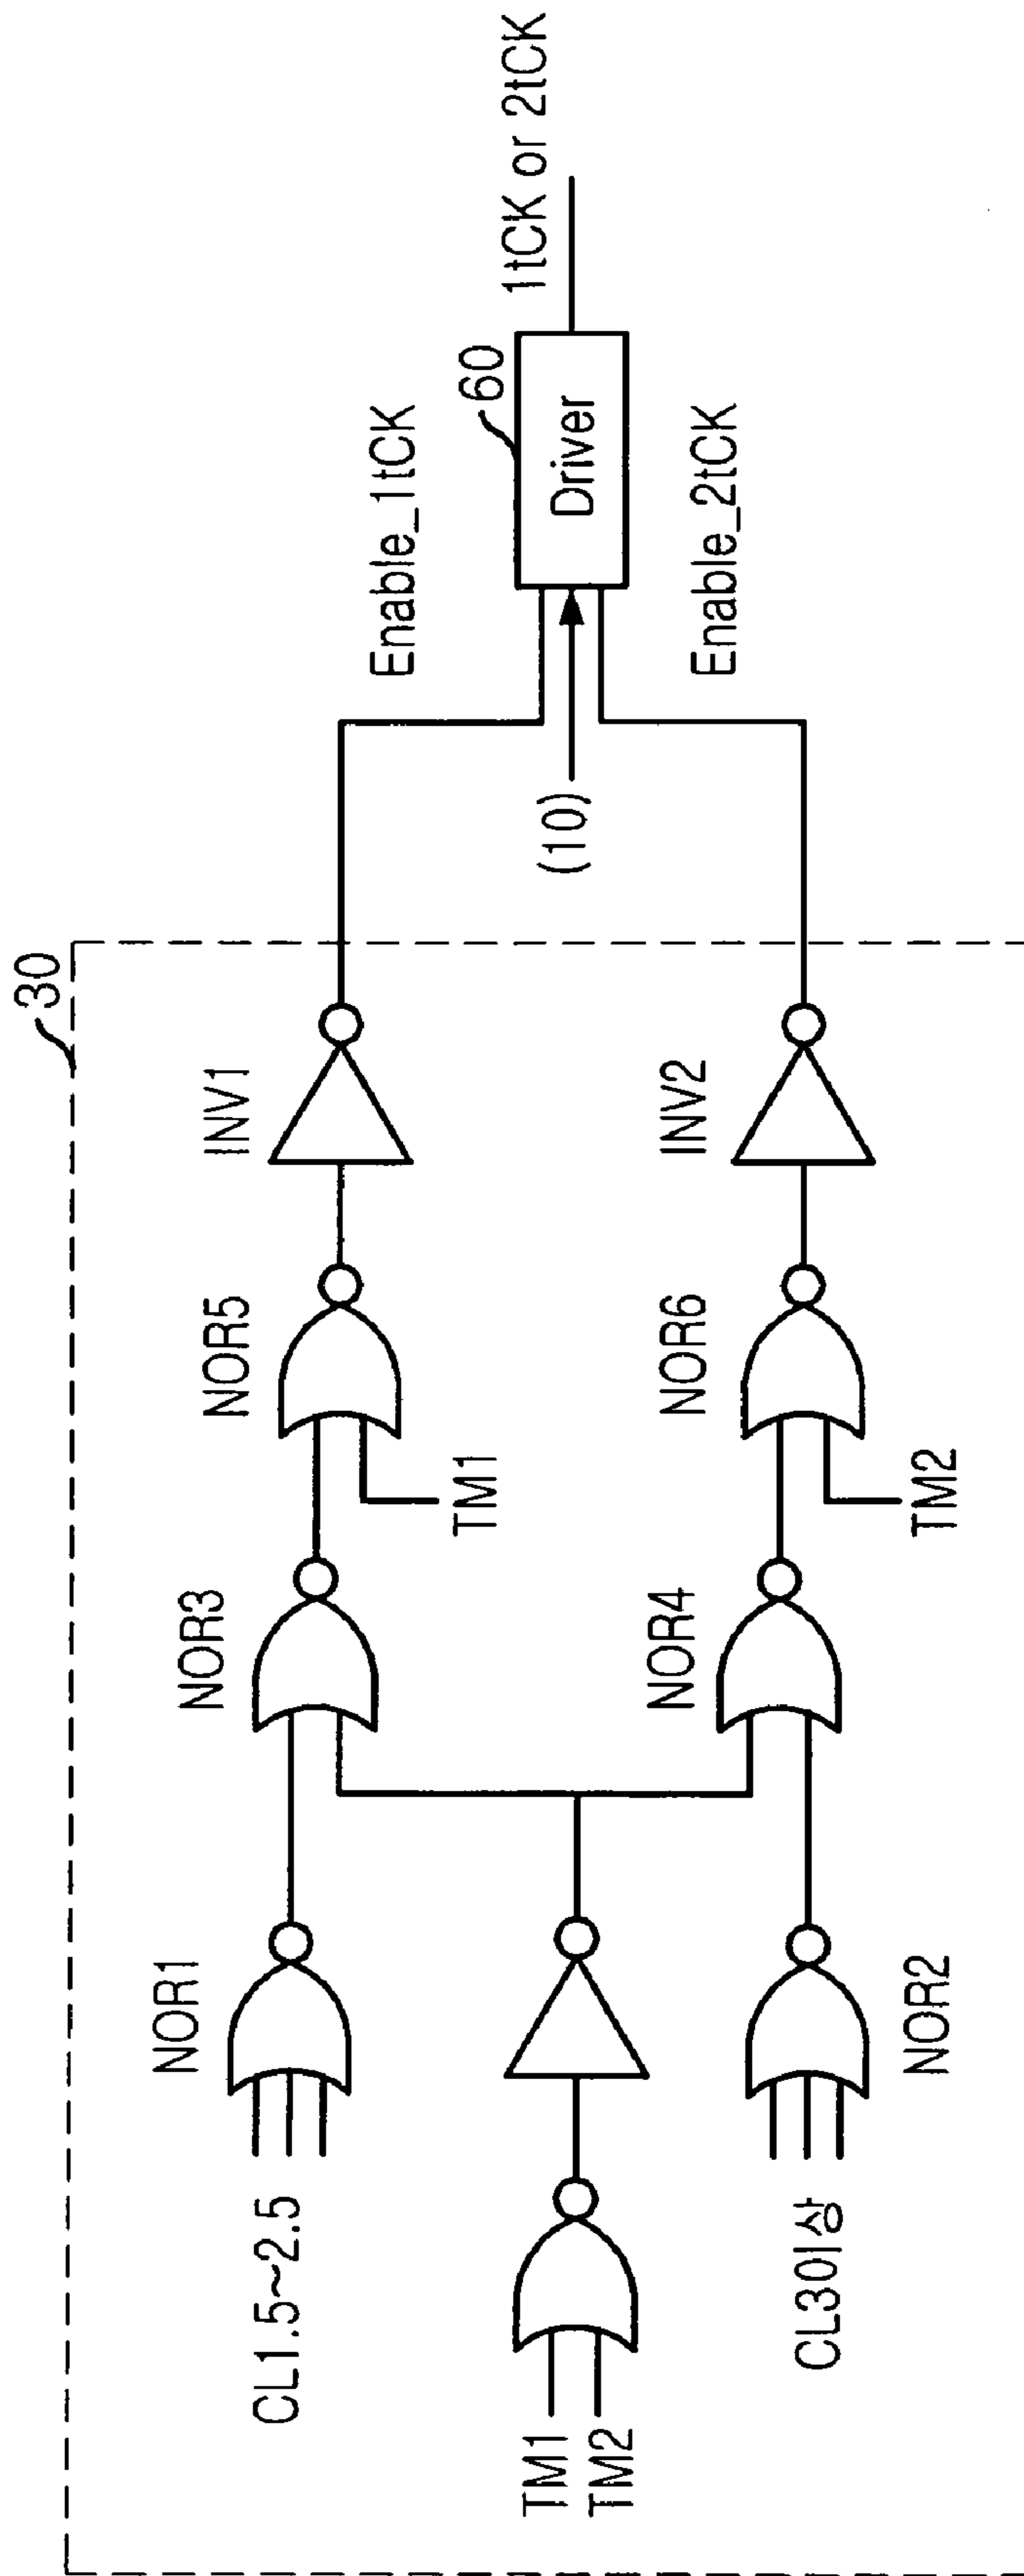 30
NOR1
NOR3
NOR5
INV1
CL1.5~2.5
TM1
Enable_1tCK
60
TM1
TM2
(10)
Driver
1tCK or 2tCK
NOR4
NOR6
INV2
Enable_2tCK
CL3이상
NOR2
TM2